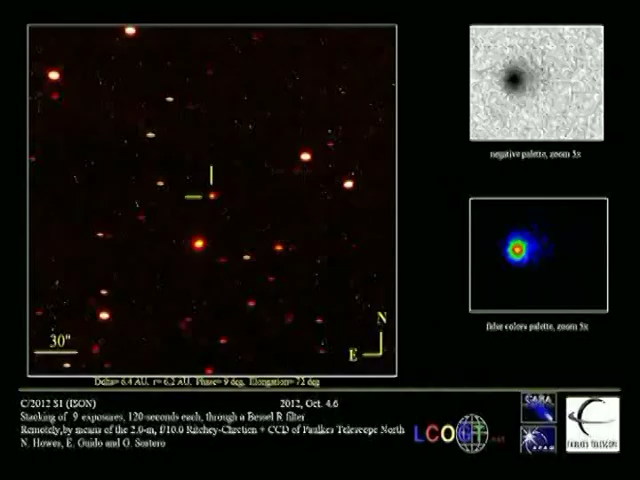 negative palette, zoom 5x
false colors palette, zoom 5x
30"
N
E
Delta= 6.4 AU, r= 6.2 AU, Phase= 9 deg, Elongation= 72 deg
C/2012 S1 (ISON) 2012, Oct. 4.6
Stacking of 9 exposures, 120-seconds each, through a Bessel R filter
Remotely, by means of the 2.0-m, f/10.0 Ritchey-Chretien + CCD of Faulkes Telescope North
N. Howes, E. Guido and G. Sostero
LCOGT.net
CARA
AFAM
FAULKES TELESCOPE